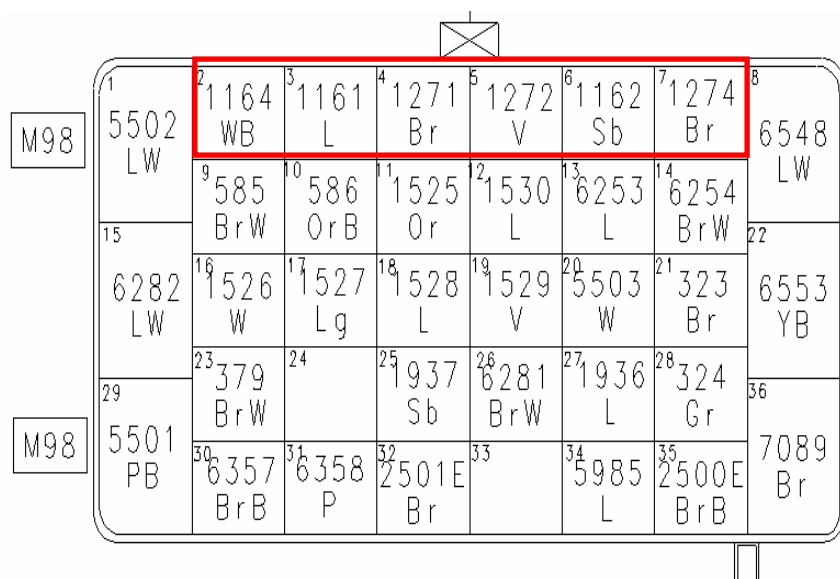 M98
M98
1
5502
LW
2
1164
WB
3
1161
L
4
1271
Br
5
1272
V
6
1162
Sb
7
1274
Br
8
6548
LW
9
585
BrW
10
586
OrB
11
1525
Or
12
1530
L
13
6253
L
14
6254
BrW
15
6282
LW
16
1526
W
17
1527
Lg
18
1528
L
19
1529
V
20
5503
W
21
323
Br
22
6553
YB
23
379
BrW
24
25
1937
Sb
26
6281
BrW
27
1936
L
28
324
Gr
29
5501
PB
30
6357
BrB
31
6358
P
32
2501E
Br
33
34
5985
L
35
2500E
BrB
36
7089
Br